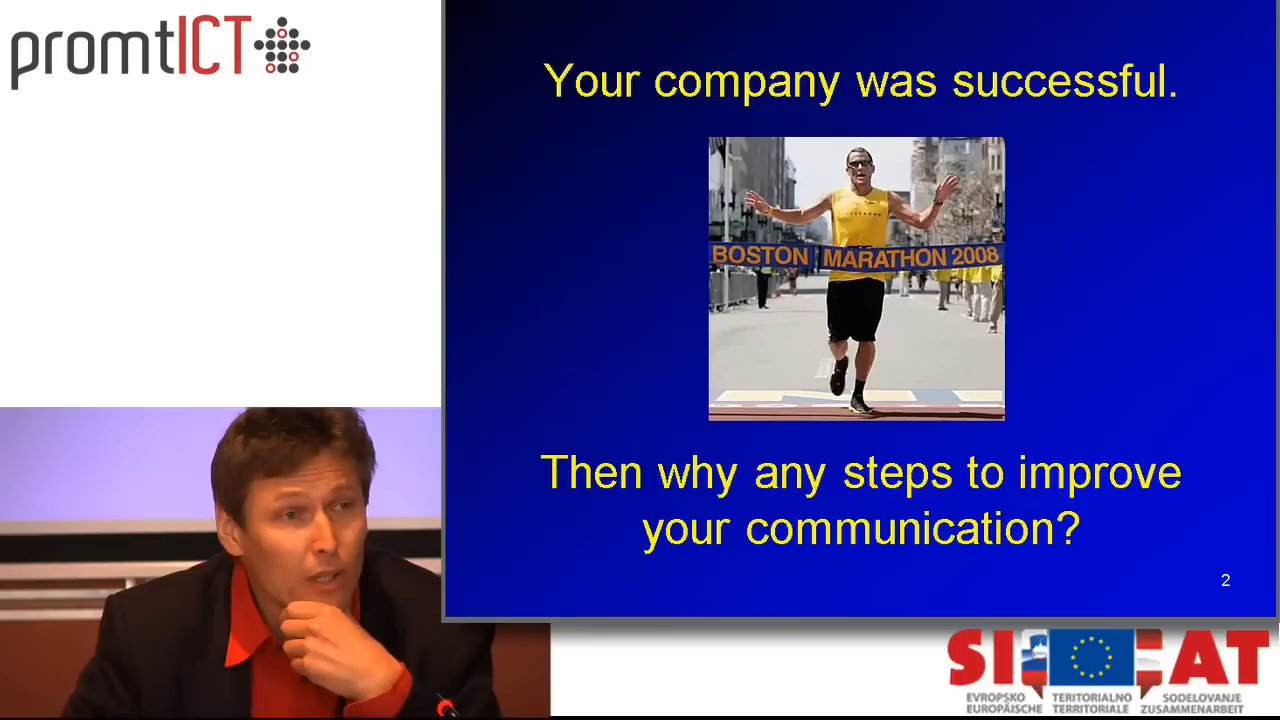 promtICT
Your company was successful.
BOSTON MARATHON 2008
Then why any steps to improve
your communication?
2
AT
EVROPSKO TERITORIALNO SODELOVANJE
EUROPÄISCHE TERRITORIALE ZUSAMMENARBEIT